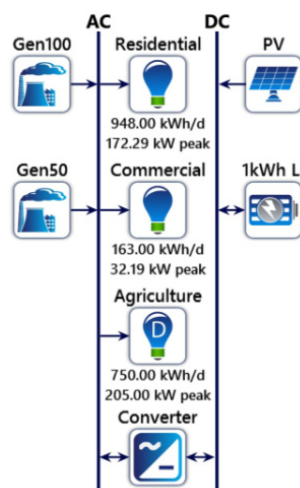 AC DC
Gen100 Residential PV
948.00 kWh/d
172.29 kW peak
Gen50 Commercial 1kWh L
163.00 kWh/d
32.19 kW peak
Agriculture
D
750.00 kWh/d
205.00 kW peak
Converter